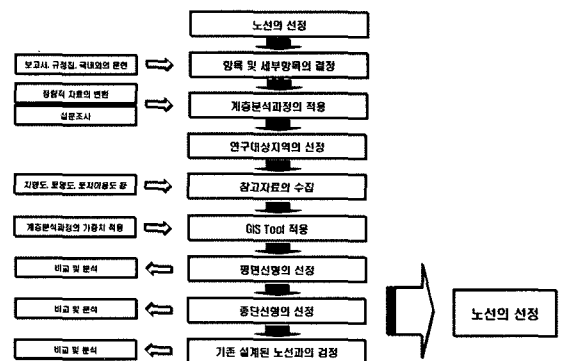 노선의 선정
보고서, 규정집, 국내외의 문헌
항목 및 세부항목의 결정
정량적 자료의 변환
설문조사
계층분석과정의 적용
연구대상지역의 선정
지형도, 토양도, 토지이용도 등
참고자료의 수집
계층분석과정의 가중치 적용
GIS Tool 적용
비교 및 분석
평면선형의 선정
비교 및 분석
종단선형의 선정
노선의 선정
비교 및 분석
기존 설계된 노선과의 검정